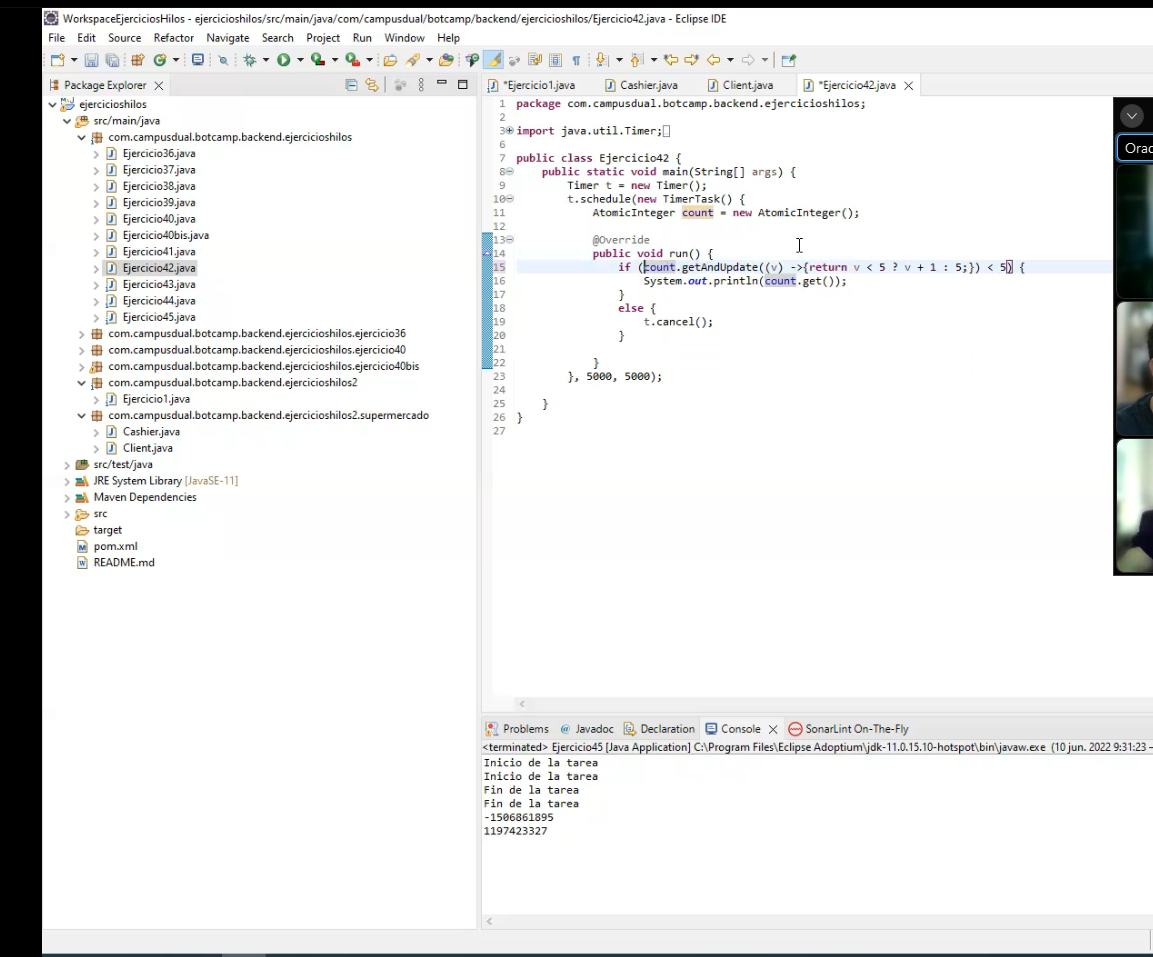 WorkspaceEjerciciosHilos - ejercicioshilos/src/main/java/com/campusdual/botcamp/backend/ejercicioshilos/Ejercicio42.java - Eclipse IDE
File Edit Source Refactor Navigate Search Project Run Window Help
Package Explorer
ejercicioshilos
src/main/java
com.campusdual.botcamp.backend.ejercicioshilos
Ejercicio36.java
Ejercicio37.java
Ejercicio38.java
Ejercicio39.java
Ejercicio40.java
Ejercicio40bis.java
Ejercicio41.java
Ejercicio42.java
Ejercicio43.java
Ejercicio44.java
Ejercicio45.java
com.campusdual.botcamp.backend.ejercicioshilos.ejercicio36
com.campusdual.botcamp.backend.ejercicioshilos.ejercicio40
com.campusdual.botcamp.backend.ejercicioshilos.ejercicio40bis
com.campusdual.botcamp.backend.ejercicioshilos2
Ejercicio1.java
com.campusdual.botcamp.backend.ejercicioshilos2.supermercado
Cashier.java
Client.java
src/test/java
JRE System Library [JavaSE-11]
Maven Dependencies
src
target
pom.xml
README.md
*Ejercicio1.java Cashier.java Client.java *Ejercicio42.java
1 package com.campusdual.botcamp.backend.ejercicioshilos;
2
3 import java.util.Timer;
6
7 public class Ejercicio42 {
8 public static void main(String[] args) {
9 Timer t = new Timer();
10 t.schedule(new TimerTask() {
11 AtomicInteger count = new AtomicInteger();
12
13 @Override
14 public void run() {
15 if (count.getAndUpdate((v) ->{return v < 5 ? v + 1 : 5;}) < 5) {
16 System.out.println(count.get());
17 }
18 else {
19 t.cancel();
20 }
21
22 }
23 }, 5000, 5000);
24
25 }
26 }
27
Orac
Problems Javadoc Declaration Console SonarLint On-The-Fly
<terminated> Ejercicio45 [Java Application] C:\Program Files\Eclipse Adoptium\jdk-11.0.15.10-hotspot\bin\javaw.exe (10 jun. 2022 9:31:23 –
Inicio de la tarea
Inicio de la tarea
Fin de la tarea
Fin de la tarea
-1506861895
1197423327